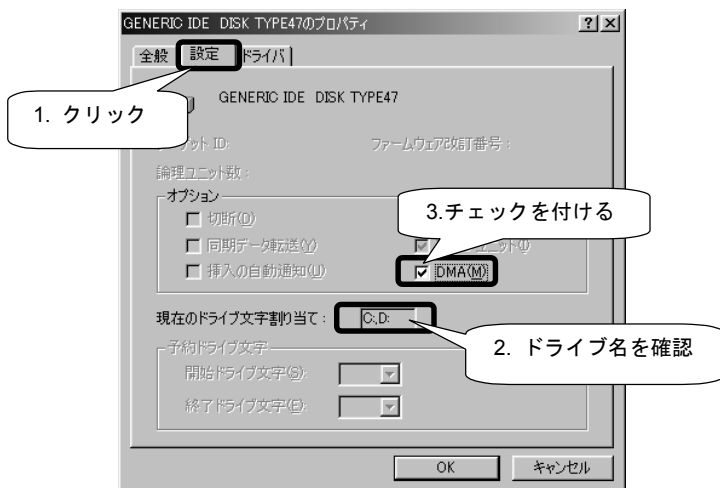 GENERIC IDE DISK TYPE47のプロパティ
? ×
全般 設定 ドライバ
1. クリック
GENERIC IDE DISK TYPE47
ID:
ファームウェア改訂番号:
論理ユニット数:
オプション
3.チェックを付ける
切断(D)
同期データ転送(Y)
ット(I)
挿入の自動通知(U)
DMA(M)
現在のドライブ文字割り当て:
C:,D:
2. ドライブ名を確認
予約ドライブ文字:
開始ドライブ文字(S):
終了ドライブ文字(E):
OK
キャンセル